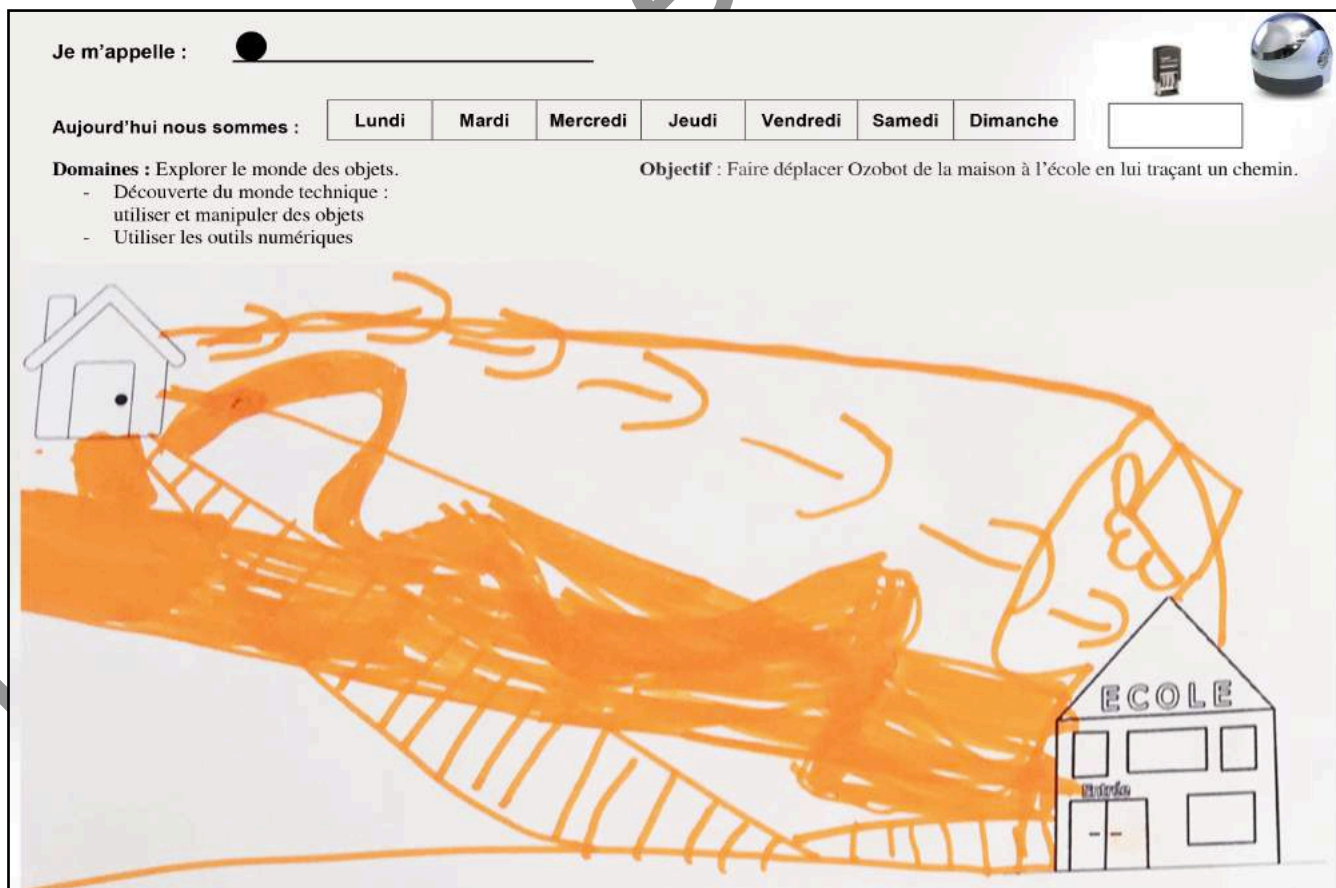 Je m'appelle :
Aujourd'hui nous sommes : Lundi Mardi Mercredi Jeudi Vendredi Samedi Dimanche
Domaines : Explorer le monde des objets.
- Découverte du monde technique :
utiliser et manipuler des objets
- Utiliser les outils numériques
Objectif : Faire déplacer Ozobot de la maison à l'école en lui traçant un chemin.
ECOLE
Entrée